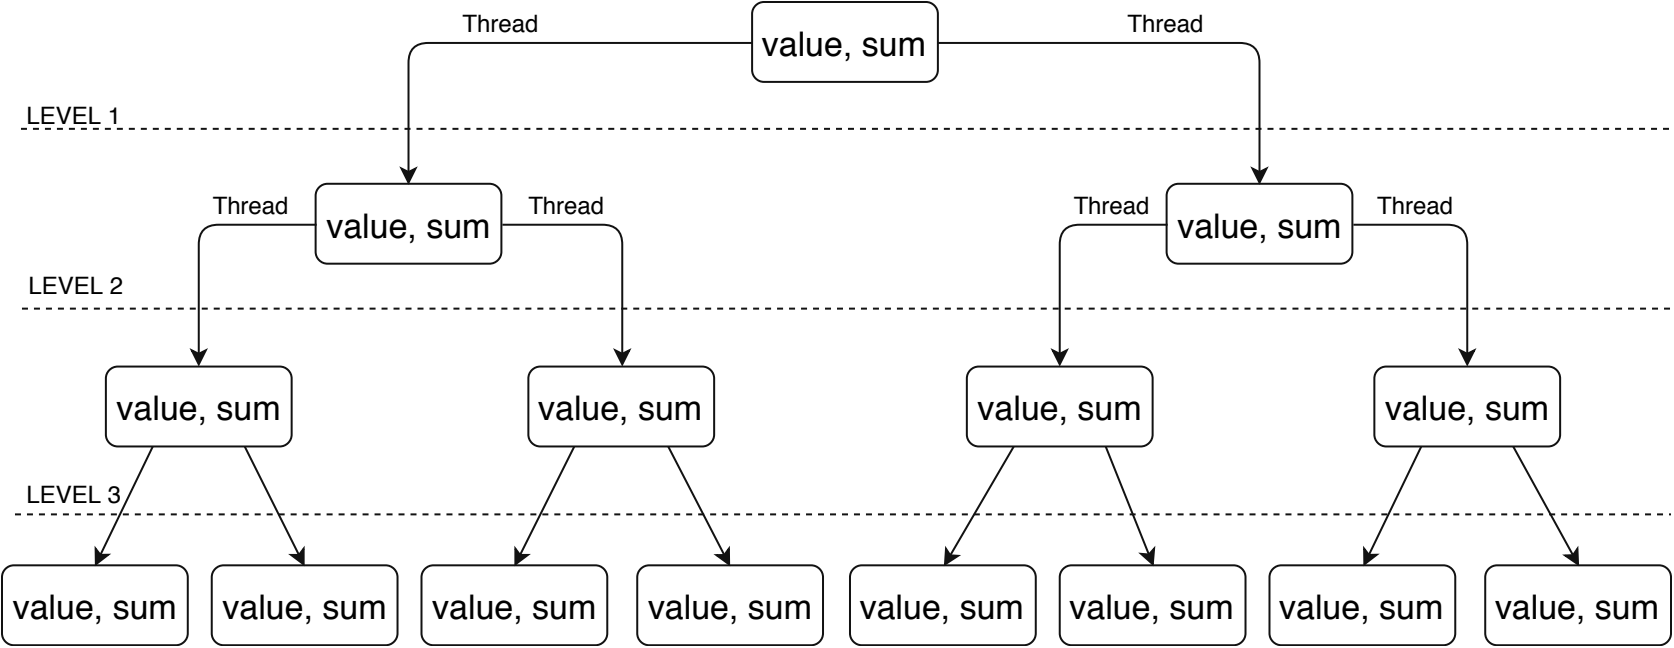 Thread
value, sum
Thread
LEVEL 1
Thread
value, sum
Thread
Thread
value, sum
Thread
LEVEL 2
value, sum
value, sum
value, sum
value, sum
LEVEL 3
value, sum
value, sum
value, sum
value, sum
value, sum
value, sum
value, sum
value, sum